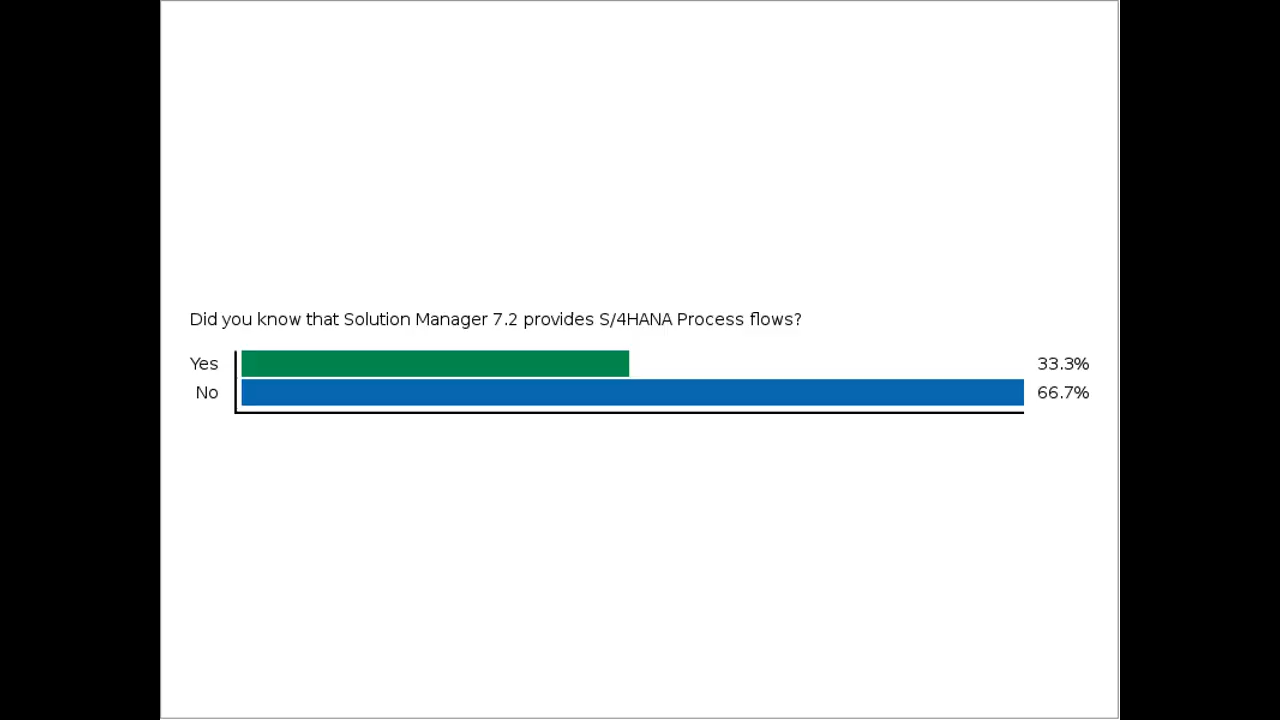 Did you know that Solution Manager 7.2 provides S/4HANA Process flows?
Yes 33.3%
No 66.7%